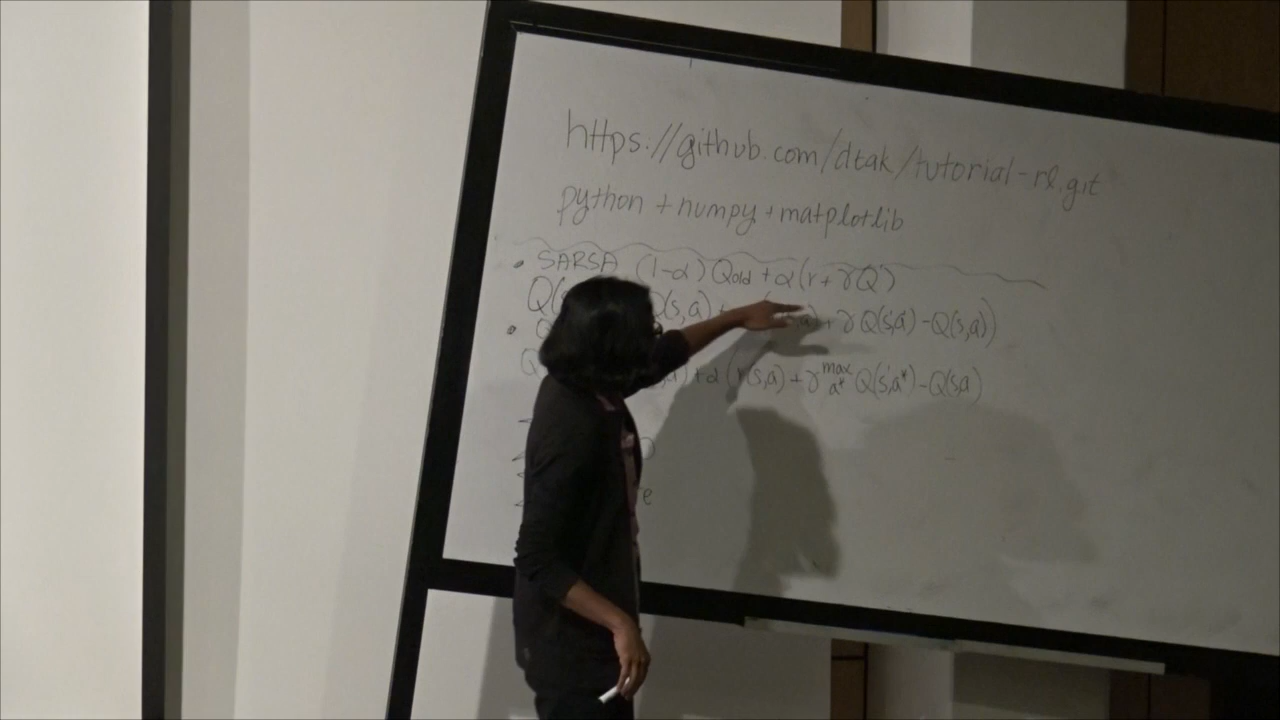 https://github.com/dtak/tutorial-rl.git
python + numpy + matplotlib
• SARSA (1-α) Qold + α(r + γQ')
Q(s,a) + γ Q(s',a') - Q(s,a))
+ α (r(s,a) + γ max a* Q(s',a*) - Q(s,a)